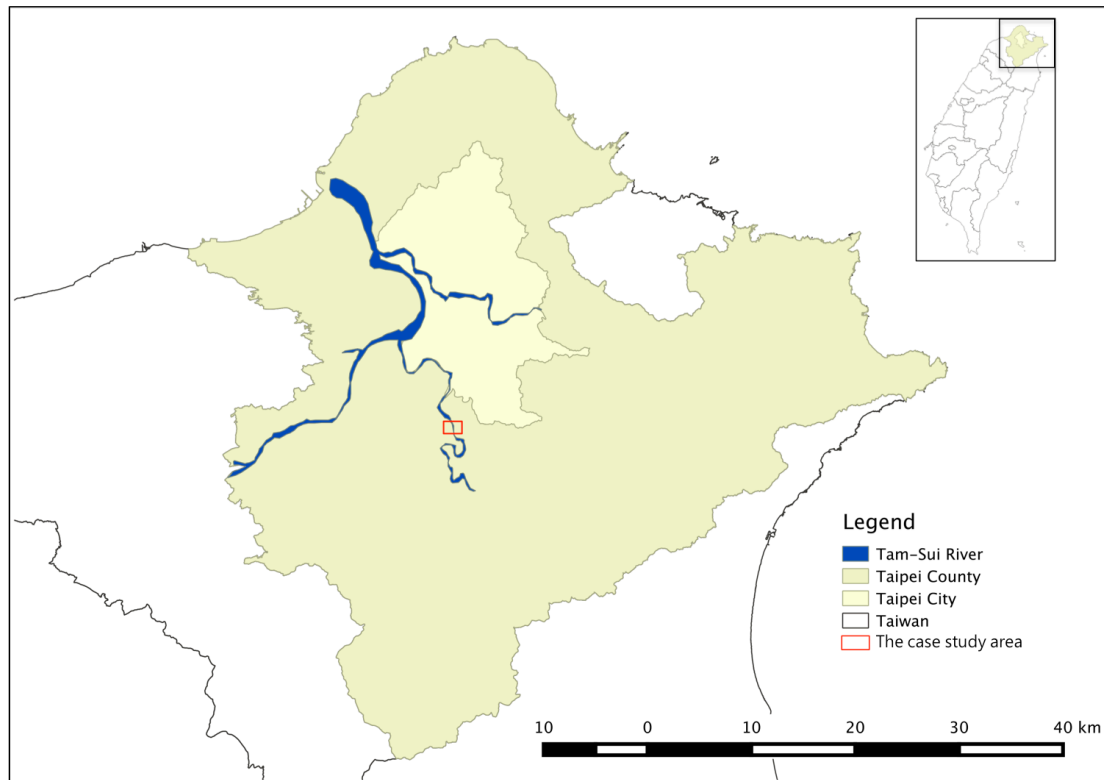 Legend
Tam-Sui River
Taipei County
Taipei City
Taiwan
The case study area
10 0 10 20 30 40 km